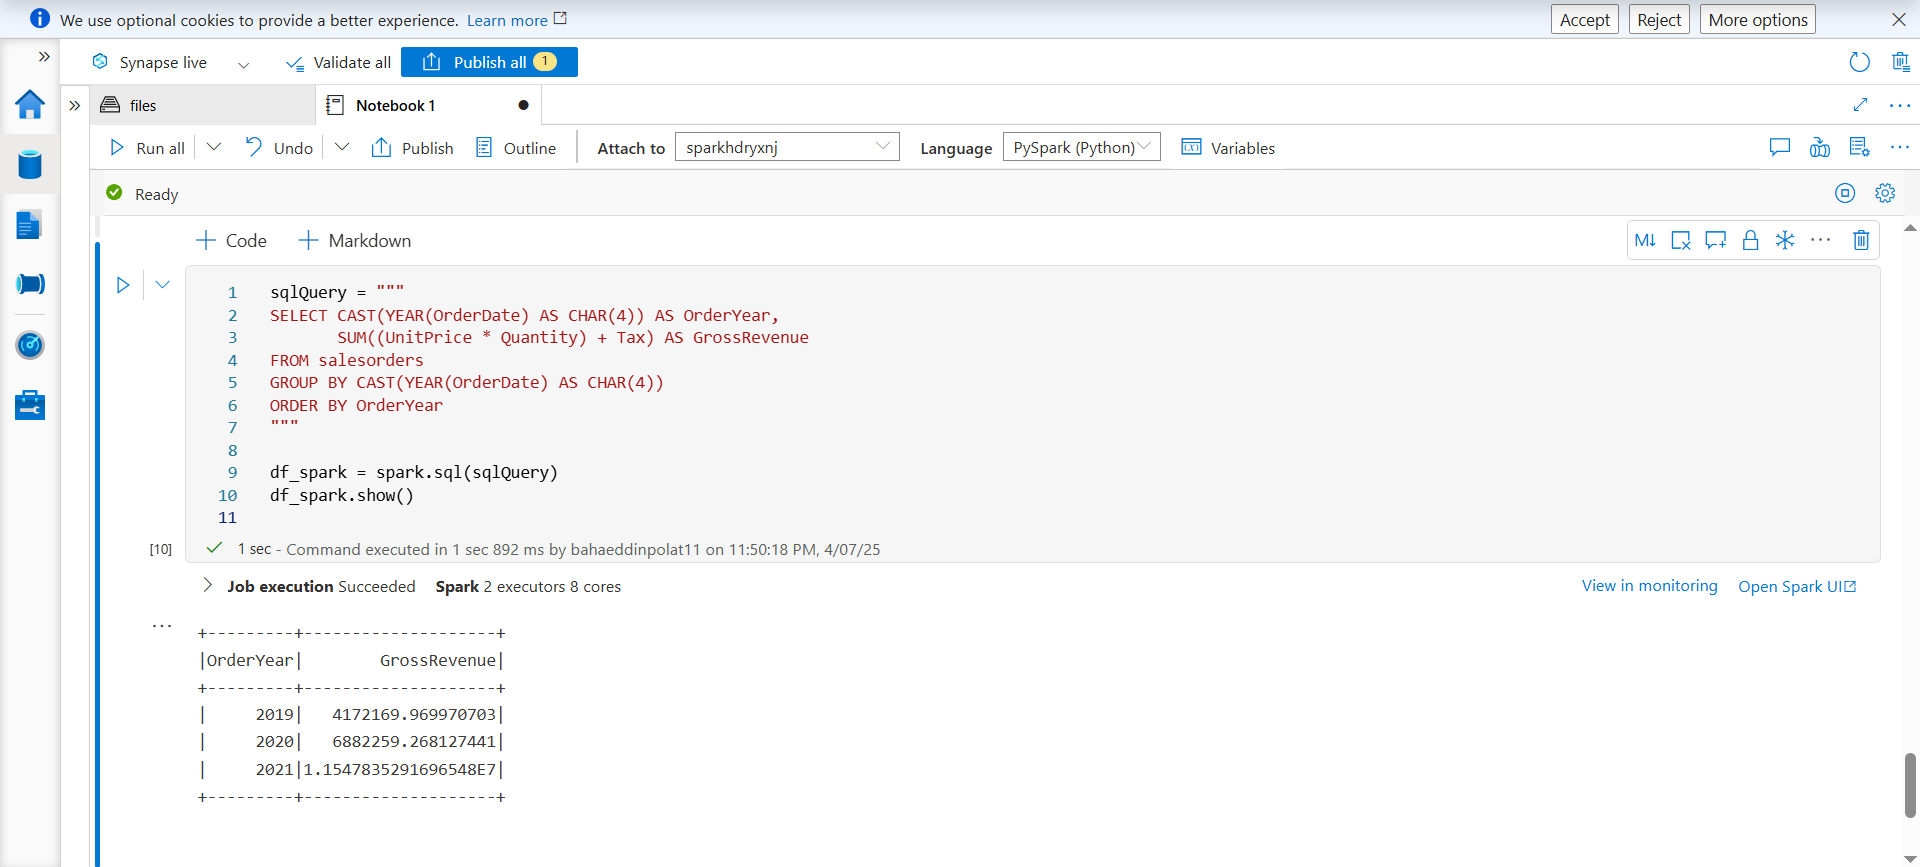 We use optional cookies to provide a better experience. Learn more
Accept
Reject
More options
Synapse live
Validate all
Publish all 1
files
Notebook 1
Run all
Undo
Publish
Outline
Attach to
sparkhdryxnj
Language
PySpark (Python)
Variables
Ready
+ Code
+ Markdown
M↓
1 sqlQuery = """
2 SELECT CAST(YEAR(OrderDate) AS CHAR(4)) AS OrderYear,
3 SUM((UnitPrice * Quantity) + Tax) AS GrossRevenue
4 FROM salesorders
5 GROUP BY CAST(YEAR(OrderDate) AS CHAR(4))
6 ORDER BY OrderYear
7 """
8
9 df_spark = spark.sql(sqlQuery)
10 df_spark.show()
11
[10] 1 sec - Command executed in 1 sec 892 ms by bahaeddinpolat11 on 11:50:18 PM, 4/07/25
Job execution Succeeded Spark 2 executors 8 cores
View in monitoring
Open Spark UI
+---------+--------------------+
|OrderYear|        GrossRevenue|
+---------+--------------------+
|     2019|   4172169.969970703|
|     2020|   6882259.268127441|
|     2021|1.1547835291696548E7|
+---------+--------------------+